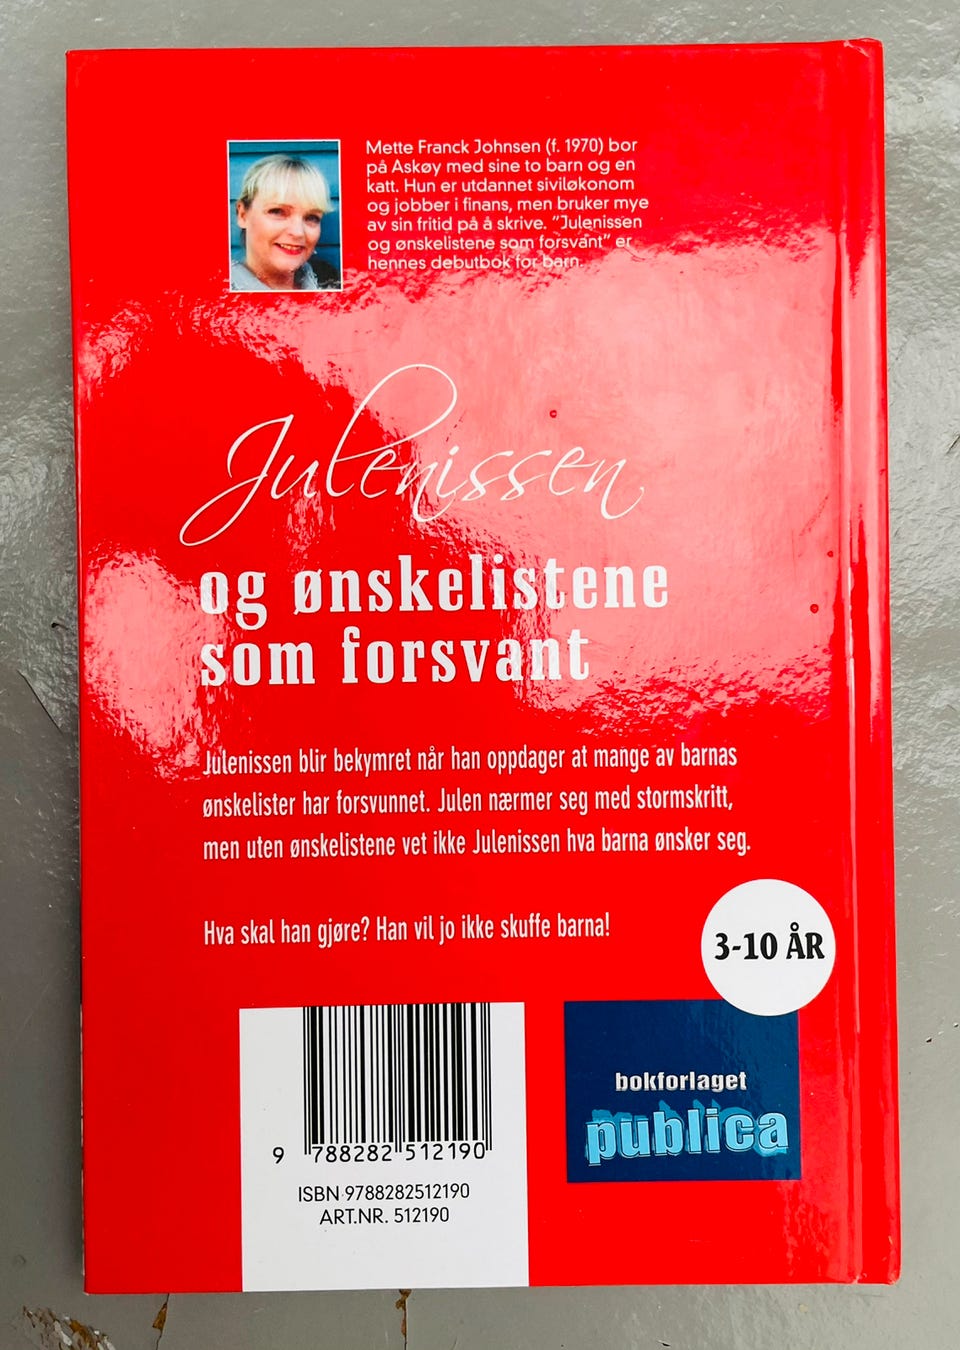 Mette Franck Johnsen (f. 1970) bor
på Askøy med sine to barn og en
katt. Hun er utdannet siviløkonom
og jobber i finans, men bruker mye
av sin fritid på å skrive. "Julenissen
og ønskelistene som forsvant" er
hennes debutbok for barn.
Julenissen
og ønskelistene
som forsvant
Julenissen blir bekymret når han oppdager at mange av barnas
ønskelister har forsvunnet. Julen nærmer seg med stormskritt,
men uten ønskelistene vet ikke Julenissen hva barna ønsker seg.
Hva skal han gjøre? Han vil jo ikke skuffe barna!
3-10 ÅR
bokforlaget
publica
9 788282 512190
ISBN 9788282512190
ART.NR. 512190